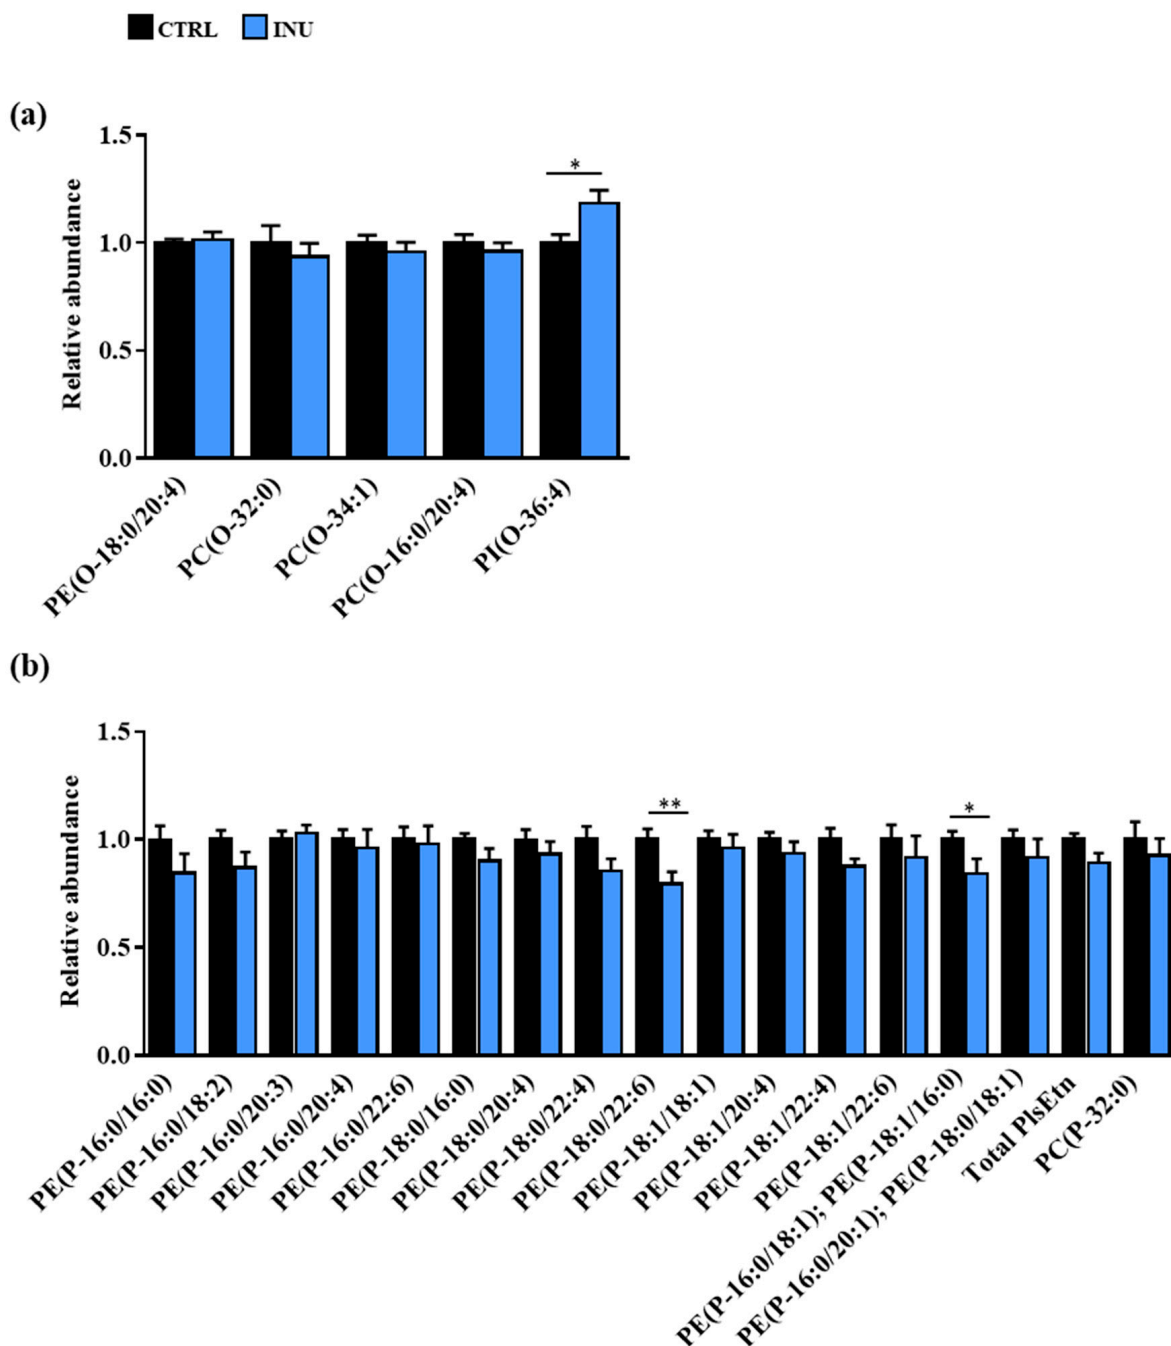 CTRL INU
(a)
Relative abundance
1.5
1.0
0.5
0.0
*
PE(O-18:0/20:4)
PC(O-32:0)
PC(O-34:1)
PC(O-16:0/20:4)
PI(O-36:4)
(b)
Relative abundance
1.5
1.0
0.5
0.0
**
*
PE(P-16:0/16:0)
PE(P-16:0/18:2)
PE(P-16:0/20:3)
PE(P-16:0/20:4)
PE(P-16:0/22:6)
PE(P-18:0/16:0)
PE(P-18:0/20:4)
PE(P-18:0/22:4)
PE(P-18:0/22:6)
PE(P-18:1/18:1)
PE(P-18:1/20:4)
PE(P-18:1/22:4)
PE(P-18:1/22:6)
PE(P-16:0/18:1); PE(P-18:1/16:0)
PE(P-16:0/20:1); PE(P-18:0/18:1)
Total PlsEtn
PC(P-32:0)